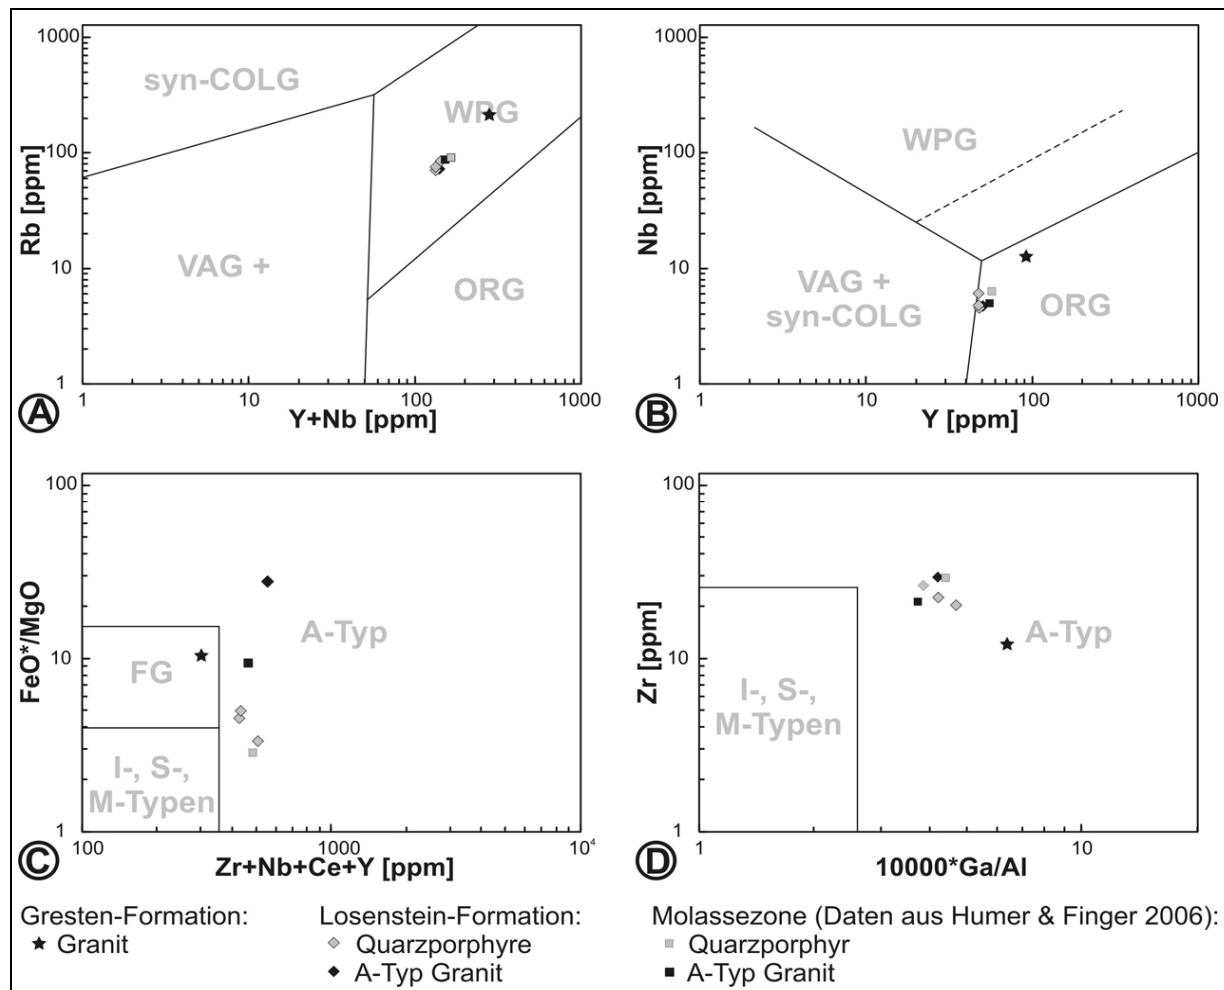 1000
100
10
1
Rb [ppm]
syn-COLG
WPG
VAG +
ORG
1 10 100 1000
Y+Nb [ppm]
A
1000
100
10
1
Nb [ppm]
WPG
VAG +
syn-COLG
ORG
1 10 100 1000
Y [ppm]
B
100
10
1
FeO*/MgO
A-Typ
FG
I-, S-,
M-Typen
100 1000 10⁴
Zr+Nb+Ce+Y [ppm]
C
100
10
1
Zr [ppm]
A-Typ
I-, S-,
M-Typen
1 10
10000*Ga/Al
D
Gresten-Formation:
Granit
Losenstein-Formation:
Quarzporphyre
A-Typ Granit
Molassezone (Daten aus Humer & Finger 2006):
Quarzporphyr
A-Typ Granit